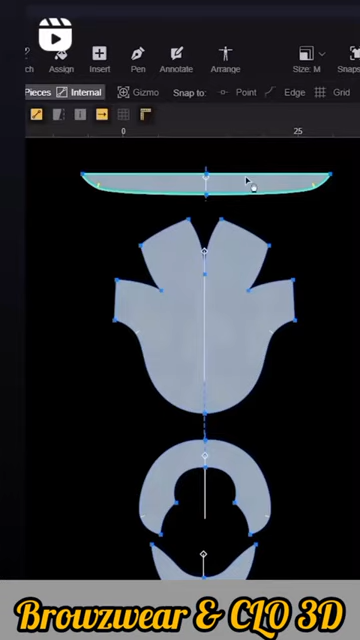 ch Assign Insert Pen Annotate Arrange Size: M Snaps
Pieces Internal Gizmo Snap to: Point Edge Grid
0 25
Browzwear & CLO 3D